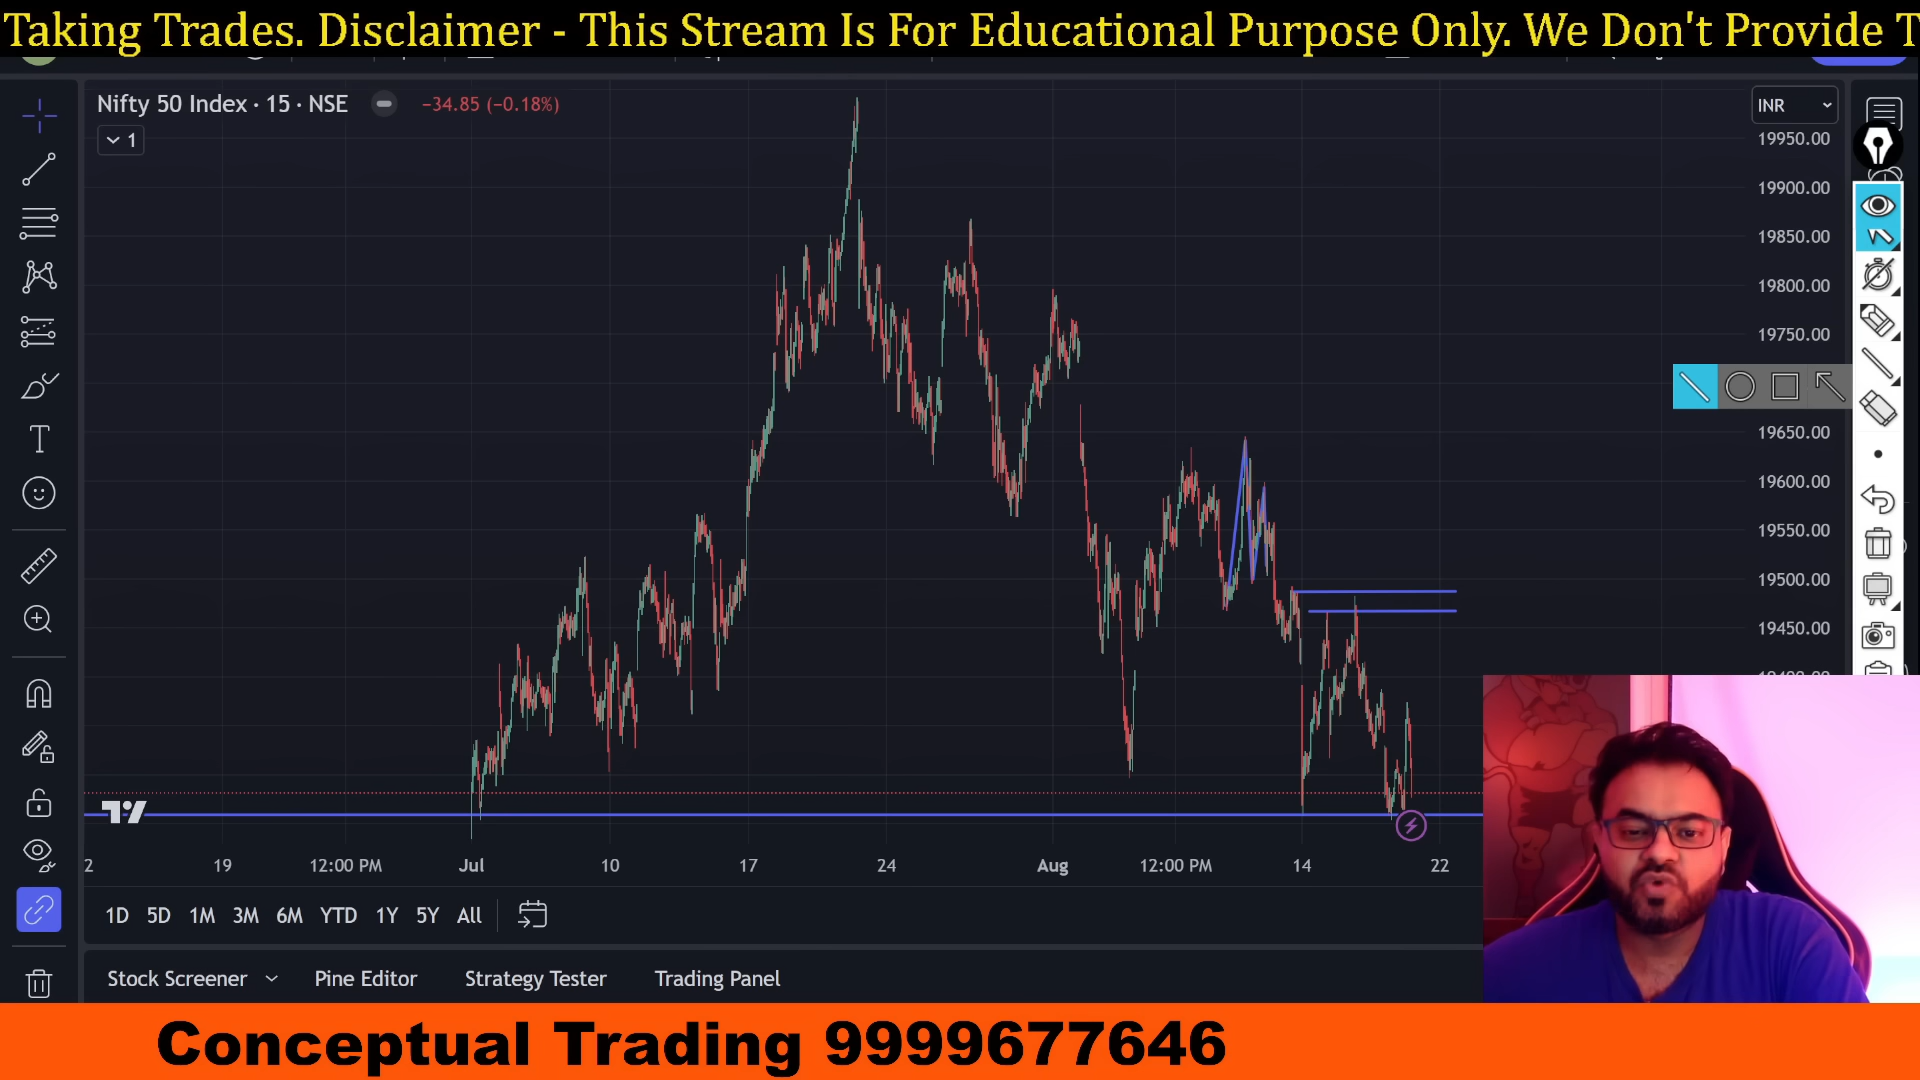 Taking Trades. Disclaimer - This Stream Is For Educational Purpose Only. We Don't Provide T
Nifty 50 Index · 15 · NSE
−34.85 (−0.18%)
INR
1
19950.00
19900.00
19850.00
19800.00
19750.00
19650.00
19600.00
19550.00
19500.00
19450.00
2
19
12:00 PM
Jul
10
17
24
Aug
12:00 PM
14
22
1D 5D 1M 3M 6M YTD 1Y 5Y All
Stock Screener Pine Editor Strategy Tester Trading Panel
Conceptual Trading 9999677646